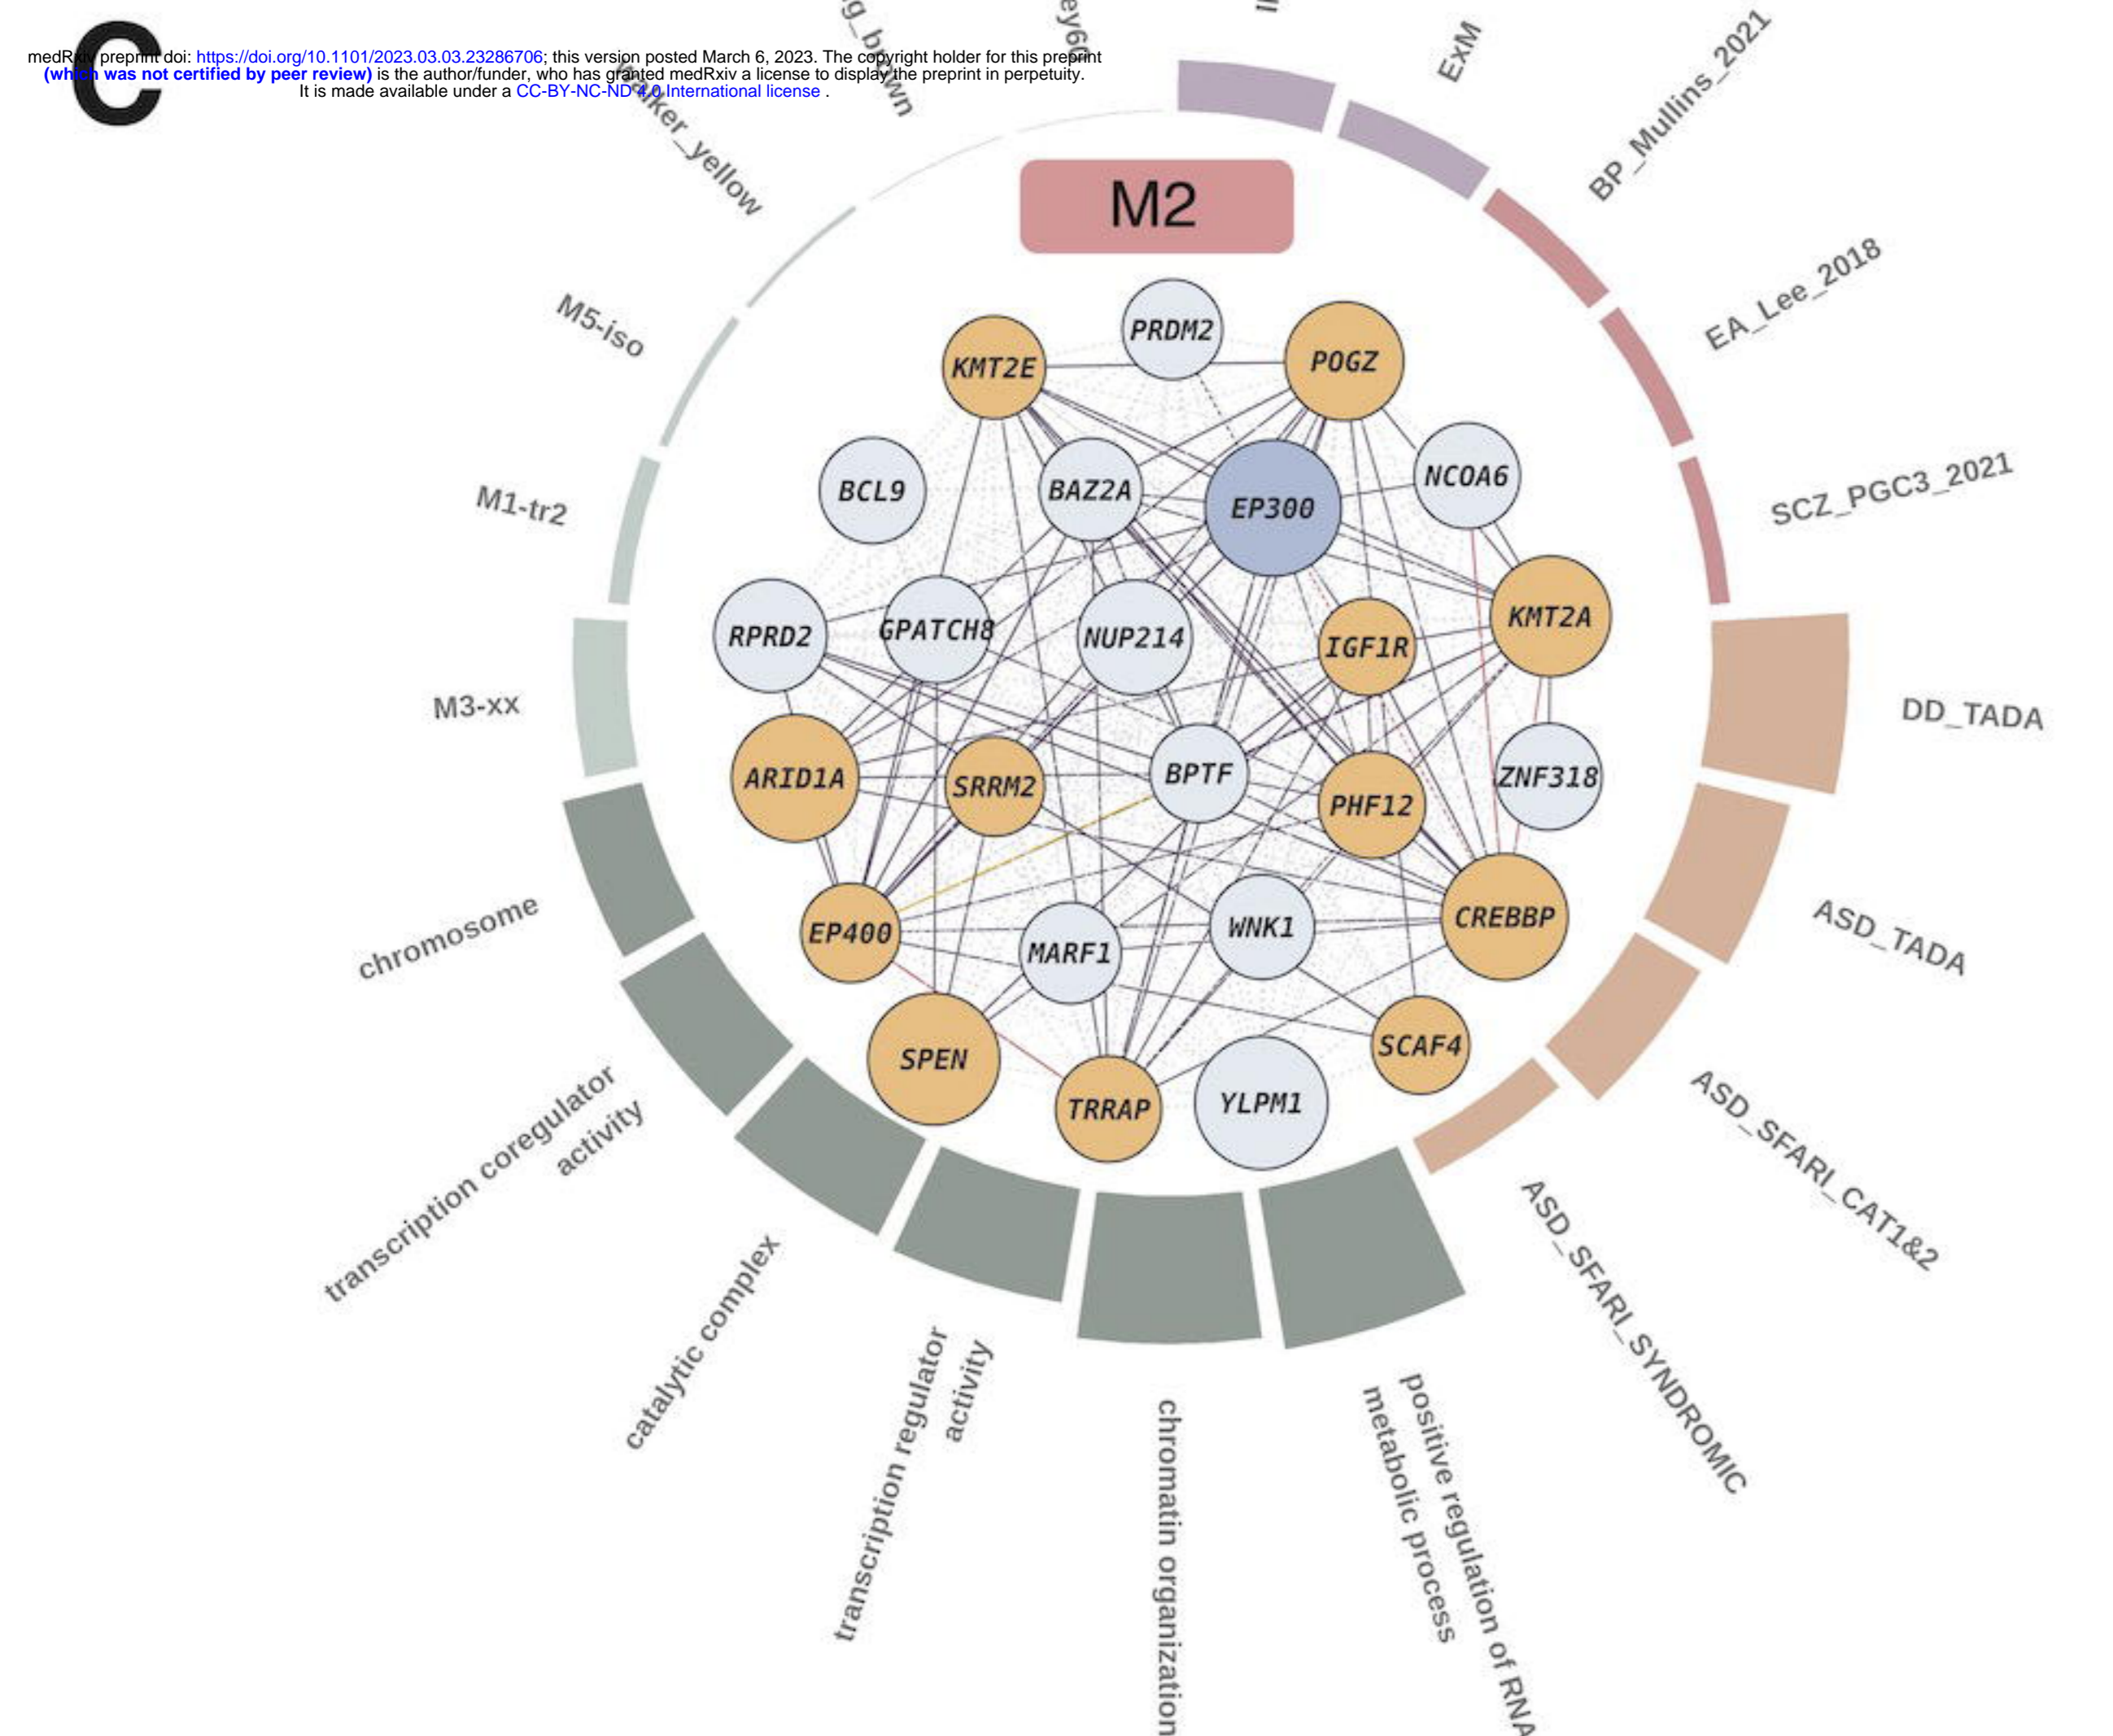 C
medRxiv preprint doi: https://doi.org/10.1101/2023.03.03.23286706; this version posted March 6, 2023. The copyright holder for this preprint
(which was not certified by peer review) is the author/funder, who has granted medRxiv a license to display the preprint in perpetuity.
It is made available under a CC-BY-NC-ND 4.0 International license .
ExM
BP_Mullins_2021
EA_Lee_2018
SCZ_PGC3_2021
DD_TADA
ASD_TADA
ASD_SFARI_CAT1&2
ASD_SFARI_SYNDROMIC
positive regulation of RNA
metabolic process
chromatin organization
transcription regulator
activity
catalytic complex
transcription coregulator
activity
chromosome
M3-xx
M1-tr2
M5-iso
walker_yellow
M2
PRDM2
KMT2E
POGZ
BCL9
BAZ2A
EP300
NCOA6
RPRD2
GPATCH8
NUP214
IGF1R
KMT2A
ARID1A
SRRM2
BPTF
PHF12
ZNF318
EP400
MARF1
WNK1
CREBBP
SPEN
TRRAP
YLPM1
SCAF4